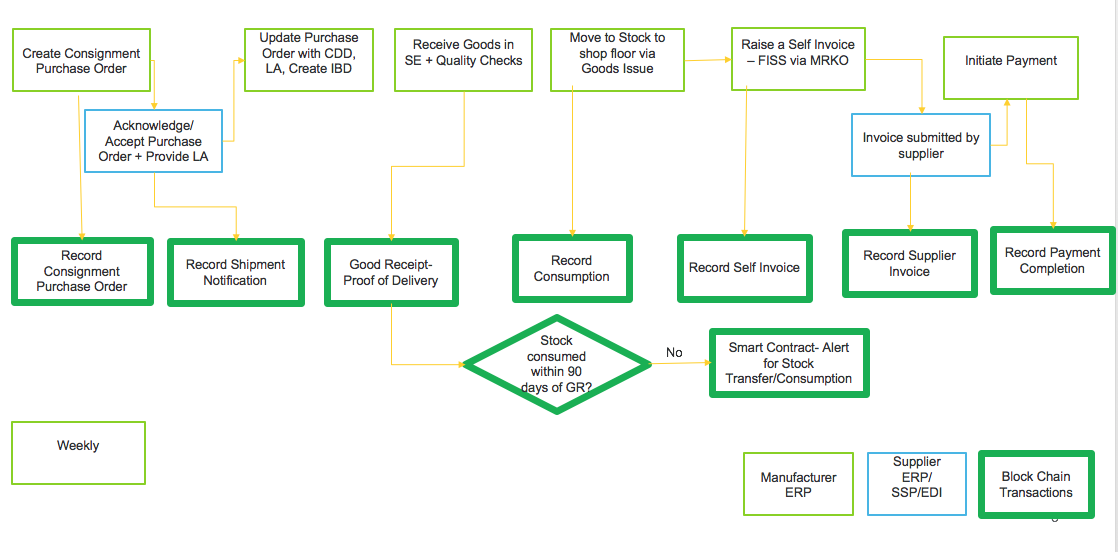 Create Consignment
Purchase Order
Update Purchase
Order with CDD,
LA, Create IBD
Receive Goods in
SE + Quality Checks
Move to Stock to
shop floor via
Goods Issue
Raise a Self Invoice
– FISS via MRKO
Initiate Payment
Acknowledge/
Accept Purchase
Order + Provide LA
Invoice submitted by
supplier
Record
Consignment
Purchase Order
Record Shipment
Notification
Good Receipt-
Proof of Delivery
Record
Consumption
Record Self Invoice
Record Supplier
Invoice
Record Payment
Completion
Stock
consumed
within 90
days of GR?
No
Smart Contract- Alert
for Stock
Transfer/Consumption
Weekly
Manufacturer
ERP
Supplier
ERP/
SSP/EDI
Block Chain
Transactions